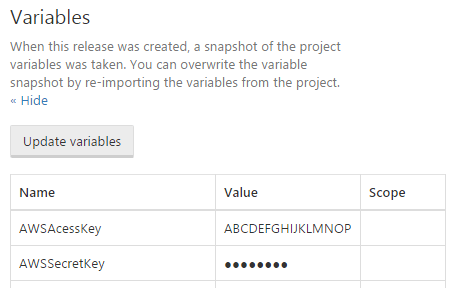 Variables
When this release was created, a snapshot of the project
variables was taken. You can overwrite the variable
snapshot by re-importing the variables from the project.
« Hide
Update variables
Name Value Scope
AWSAcessKey ABCDEFGHIJKLMNOP
AWSSecretKey ●●●●●●●●